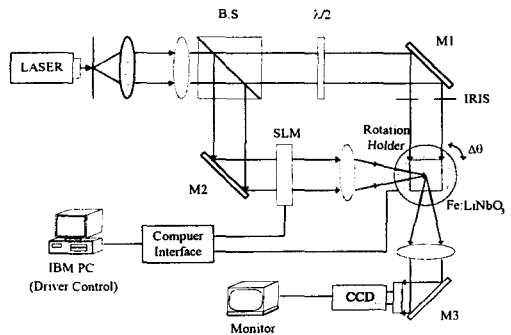 B.S
λ/2
M1
LASER
IRIS
SLM
Rotation
Holder
Δθ
M2
Fe:LiNbO3
Compuer
Interface
IBM PC
(Driver Control)
CCD
M3
Monitor